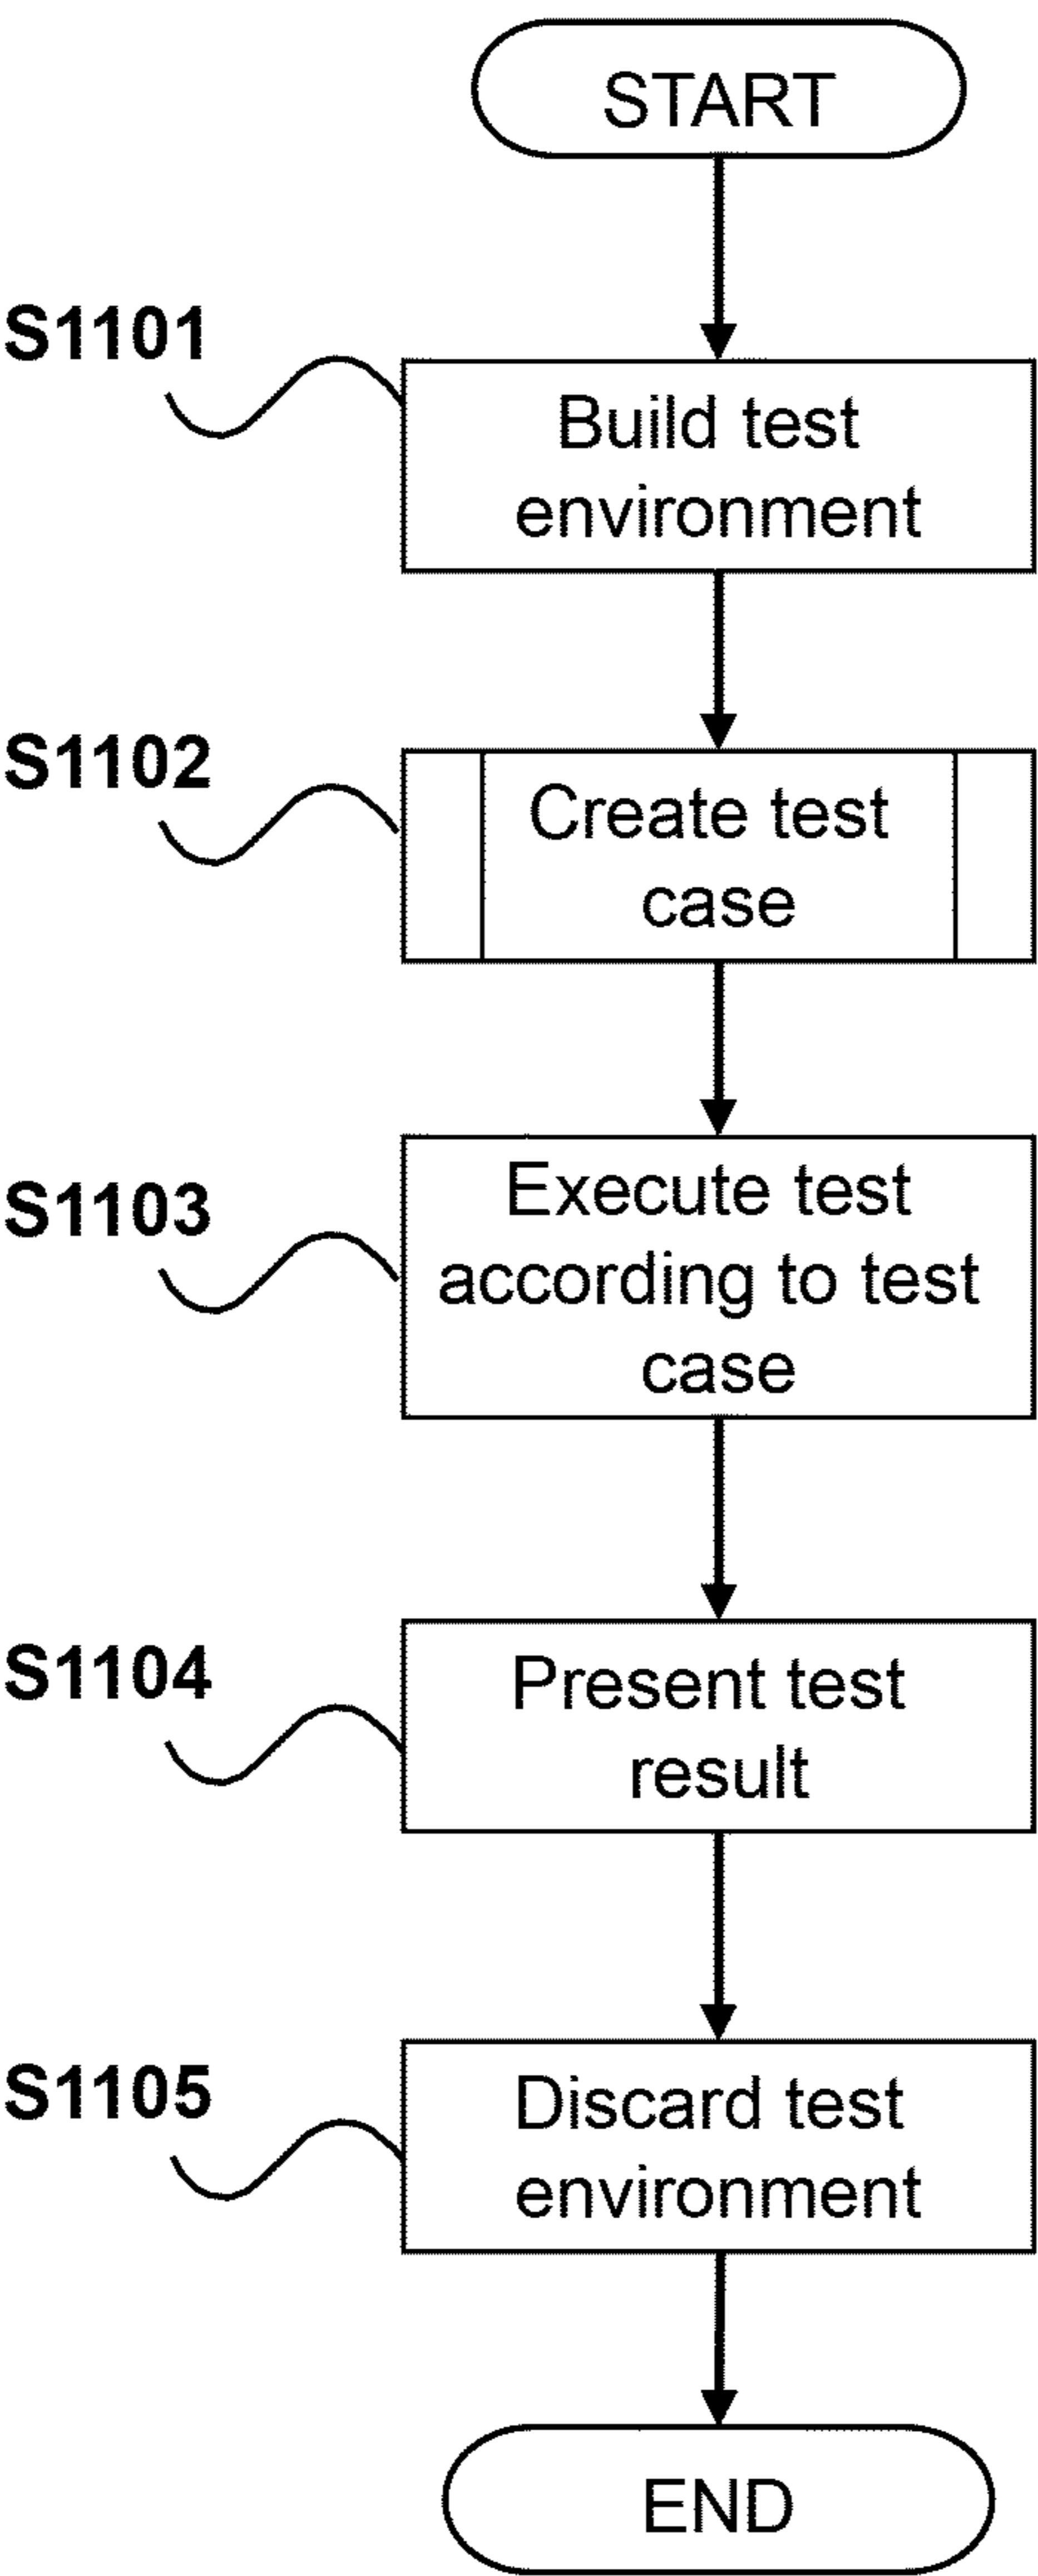 START
S1101
Build test
environment
S1102
Create test
case
S1103
Execute test
according to test
case
S1104
Present test
result
S1105
Discard test
environment
END